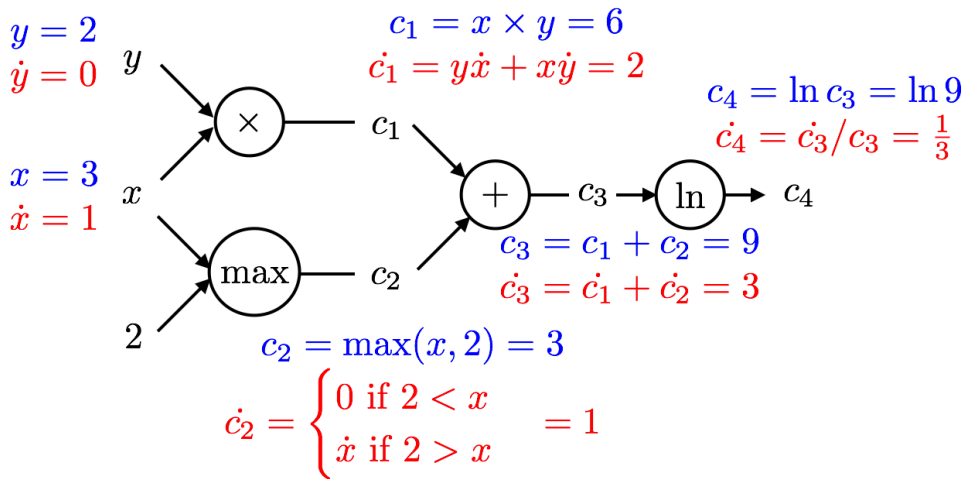 y = 2
ẏ = 0
y
c₁ = x × y = 6
ċ₁ = yẋ + xẏ = 2
×
c₁
c₄ = ln c₃ = ln 9
ċ₄ = ċ₃/c₃ = 1/3
x = 3
ẋ = 1
x
+
c₃
ln
c₄
max
c₂
2
c₃ = c₁ + c₂ = 9
ċ₃ = ċ₁ + ċ₂ = 3
c₂ = max(x, 2) = 3
ċ₂ = { 0 if 2 < x
ẋ if 2 > x = 1